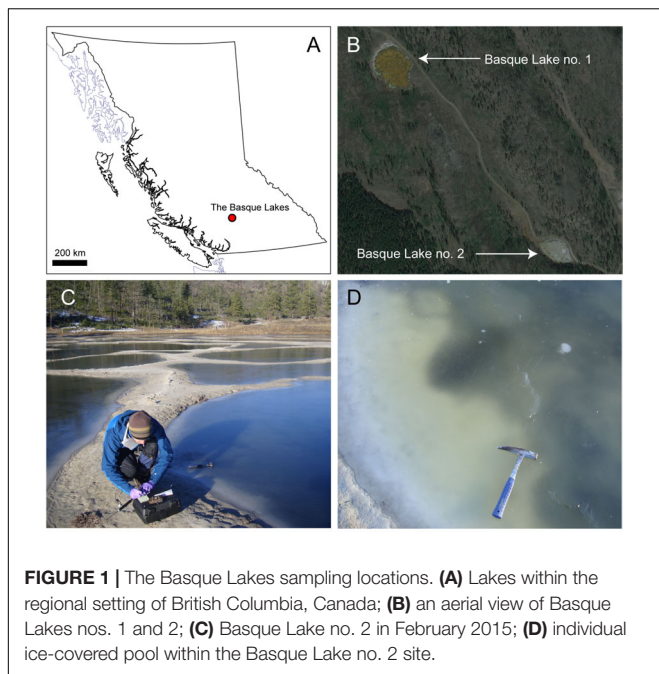 A
The Basque Lakes
200 km
B
Basque Lake no. 1
Basque Lake no. 2
C
D
FIGURE 1 | The Basque Lakes sampling locations. (A) Lakes within the
regional setting of British Columbia, Canada; (B) an aerial view of Basque
Lakes nos. 1 and 2; (C) Basque Lake no. 2 in February 2015; (D) individual
ice-covered pool within the Basque Lake no. 2 site.